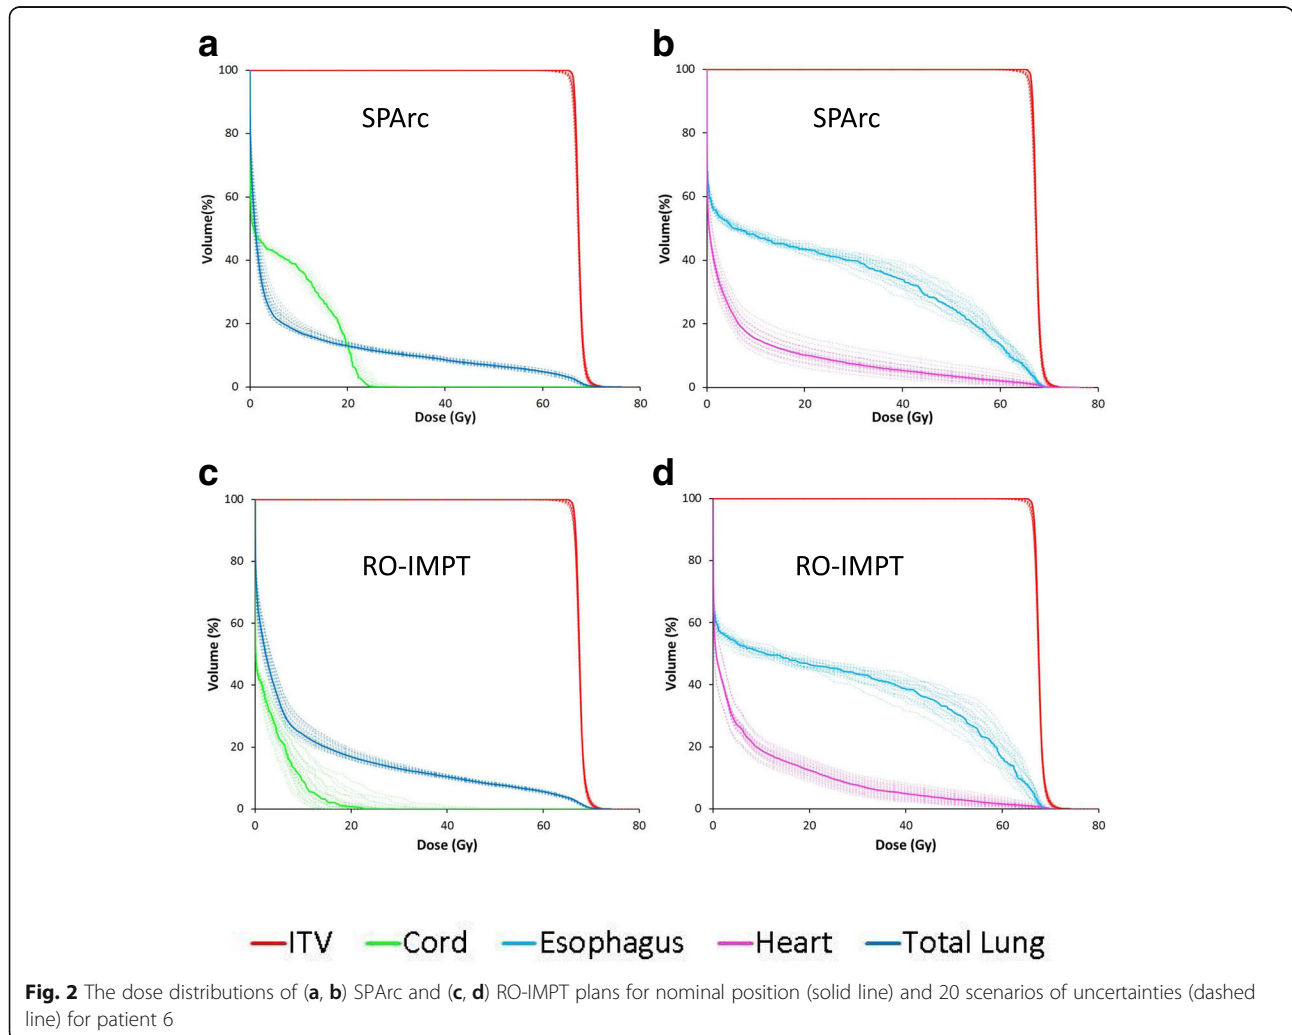 a
b
100
80
60
40
20
0
Volume(%)
SPArc
0 20 40 60 80
Dose (Gy)
100
80
60
40
20
0
Volume(%)
SPArc
0 20 40 60 80
Dose (Gy)
c
d
100
80
60
40
20
0
Volume (%)
RO-IMPT
0 20 40 60 80
Dose (Gy)
100
80
60
40
20
0
Volume (%)
RO-IMPT
0 20 40 60 80
Dose (Gy)
ITV Cord Esophagus Heart Total Lung
Fig. 2 The dose distributions of (a, b) SPArc and (c, d) RO-IMPT plans for nominal position (solid line) and 20 scenarios of uncertainties (dashed
line) for patient 6